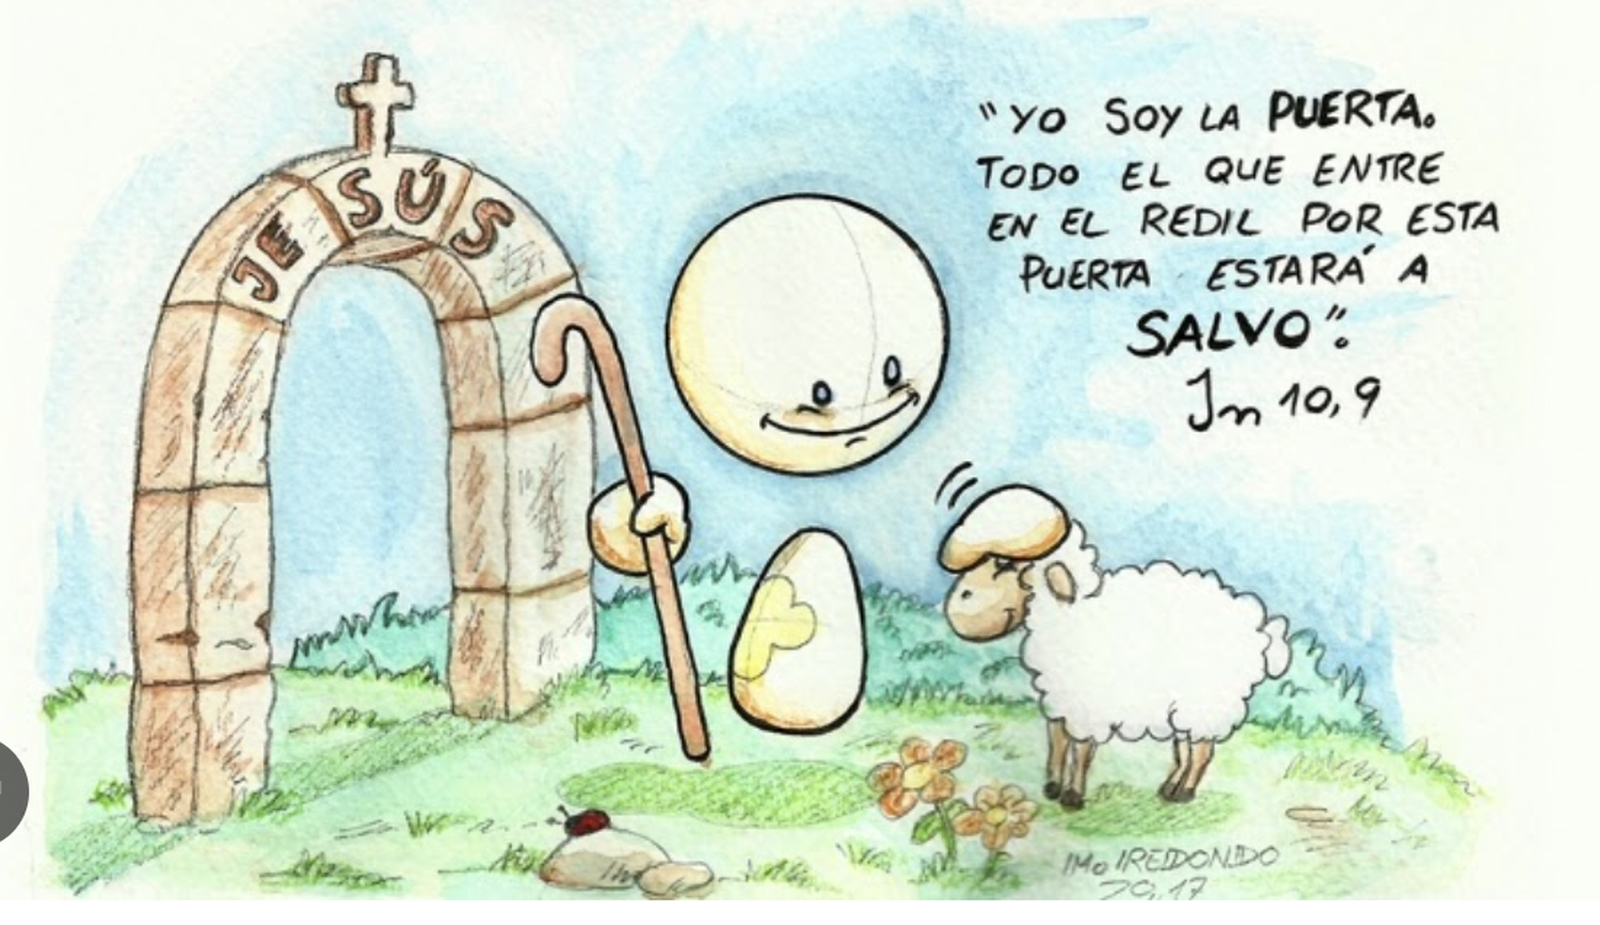 JESÚS
"YO SOY LA PUERTA.
TODO EL QUE ENTRE
EN EL REDIL POR ESTA
PUERTA ESTARÁ A
SALVO".
Jn 10,9